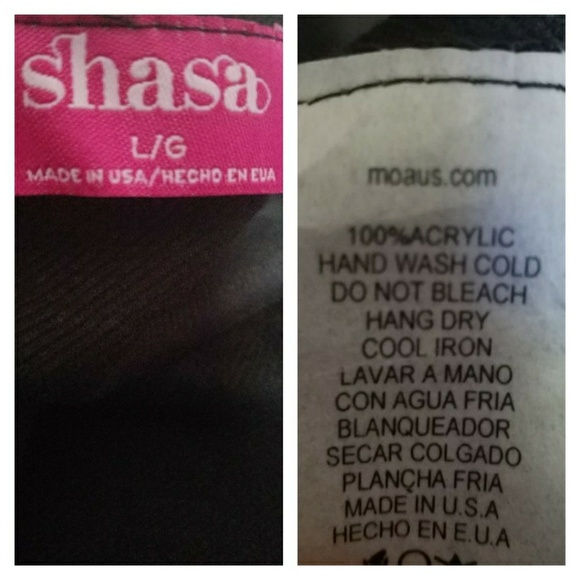 shasa
L/G
MADE IN USA/HECHO EN EUA
moaus.com
100%ACRYLIC
HAND WASH COLD
DO NOT BLEACH
HANG DRY
COOL IRON
LAVAR A MANO
CON AGUA FRIA
BLANQUEADOR
SECAR COLGADO
PLANCHA FRIA
MADE IN U.S.A
HECHO EN E.U.A